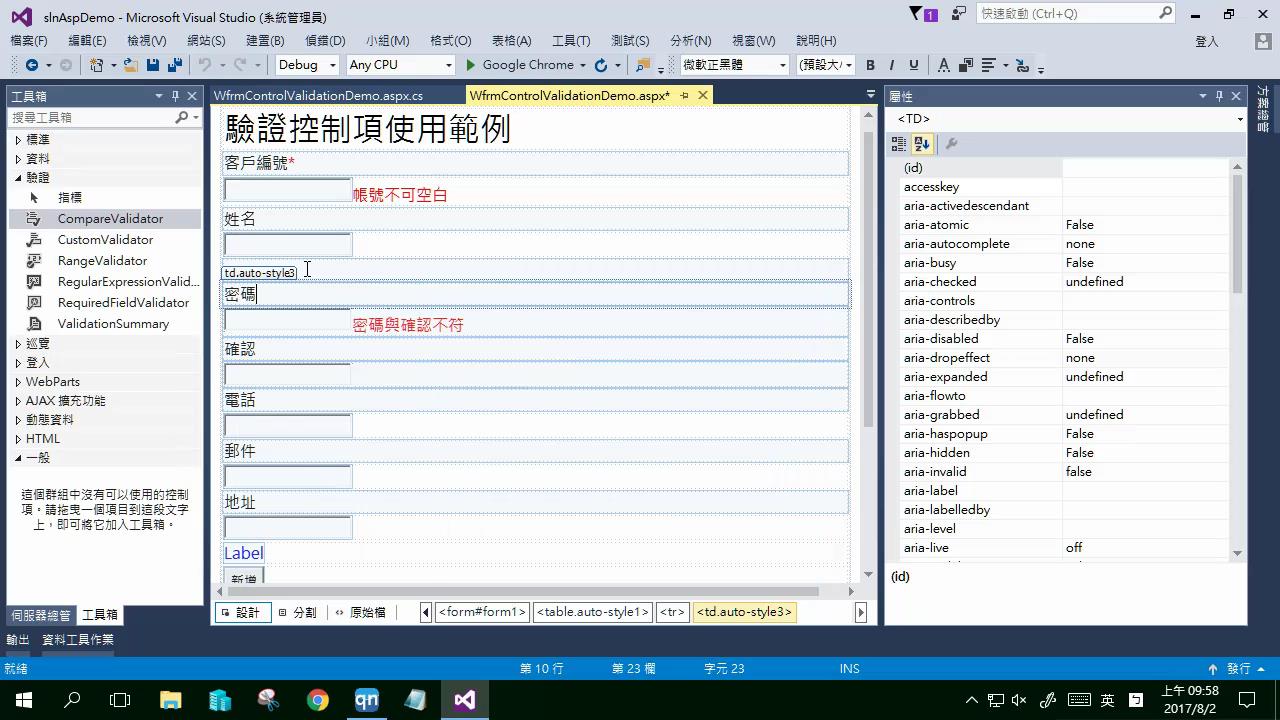 slnAspDemo - Microsoft Visual Studio (系統管理員)
1
快速啟動 (Ctrl+Q)
檔案(F) 編輯(E) 檢視(V) 網站(S) 建置(B) 偵錯(D) 小組(M) 格式(O) 表格(A) 工具(T) 測試(S) 分析(N) 視窗(W) 說明(H)
登入
Debug Any CPU Google Chrome 微軟正黑體 (預設大/ B I U A
工具箱
WfrmControlValidationDemo.aspx.cs
WfrmControlValidationDemo.aspx*
屬性
方案總管
搜尋工具箱
標準
資料
驗證
指標
CompareValidator
CustomValidator
RangeValidator
RegularExpressionValidat...
RequiredFieldValidator
ValidationSummary
巡覽
登入
WebParts
AJAX 擴充功能
動態資料
HTML
一般
這個群組中沒有可以使用的控制
項。請拖曳一個項目到這段文字
上，即可將它加入工具箱。
伺服器總管 工具箱
驗證控制項使用範例
客戶編號*
帳號不可空白
姓名
td.auto-style3
密碼
密碼與確認不符
確認
電話
郵件
地址
Label
新增
設計 分割 原始檔
<form#form1> <table.auto-style1> <tr> <td.auto-style3>
<TD>
(id)
accesskey
aria-activedescendant
aria-atomic False
aria-autocomplete none
aria-busy False
aria-checked undefined
aria-controls
aria-describedby
aria-disabled False
aria-dropeffect none
aria-expanded undefined
aria-flowto
aria-grabbed undefined
aria-haspopup False
aria-hidden False
aria-invalid false
aria-label
aria-labelledby
aria-level
aria-live off
(id)
輸出 資料工具作業
就緒 第 10 行 第 23 欄 字元 23 INS 發行
qn
英
上午 09:58
2017/8/2